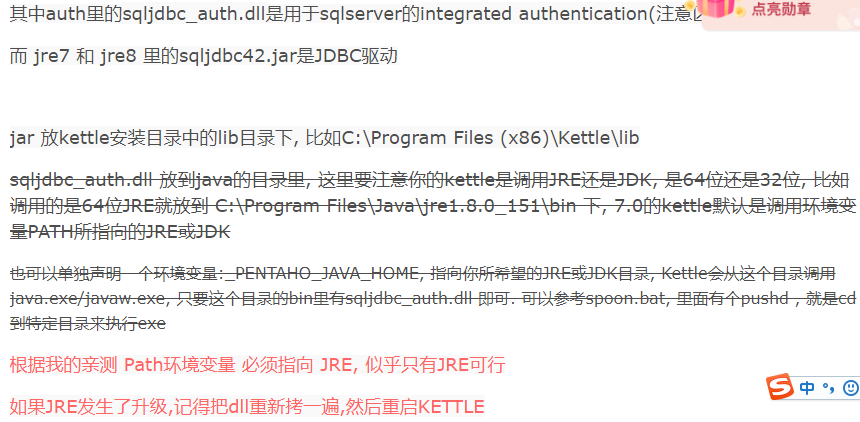 其中auth里的sqljdbc_auth.dll是用于sqlserver的integrated authentication(注意
点亮勋章
而 jre7 和 jre8 里的sqljdbc42.jar是JDBC驱动
jar 放kettle安装目录中的lib目录下, 比如C:\Program Files (x86)\Kettle\lib
sqljdbc_auth.dll 放到java的目录里, 这里要注意你的kettle是调用JRE还是JDK, 是64位还是32位, 比如
调用的是64位JRE就放到 C:\Program Files\Java\jre1.8.0_151\bin 下, 7.0的kettle默认是调用环境变
量PATH所指向的JRE或JDK
也可以单独声明一个环境变量:_PENTAHO_JAVA_HOME, 指向你所希望的JRE或JDK目录, Kettle会从这个目录调用
java.exe/javaw.exe, 只要这个目录的bin里有sqljdbc_auth.dll 即可. 可以参考spoon.bat, 里面有个pushd , 就是cd
到特定目录来执行exe
根据我的亲测 Path环境变量 必须指向 JRE, 似乎只有JRE可行
如果JRE发生了升级,记得把dll重新拷一遍,然后重启KETTLE
S 中 °,